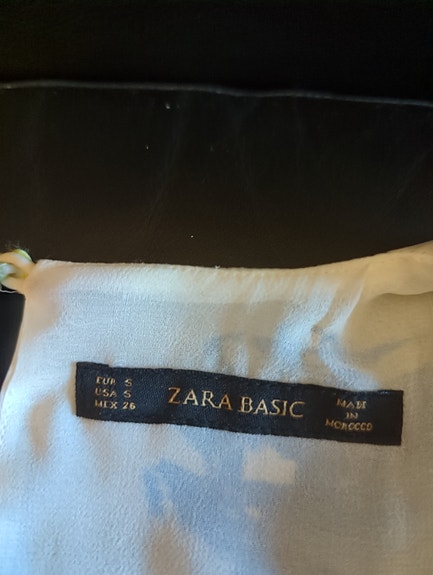 EUR S
USA S
MEX 26
ZARA BASIC
MADE
IN
MOROCCO